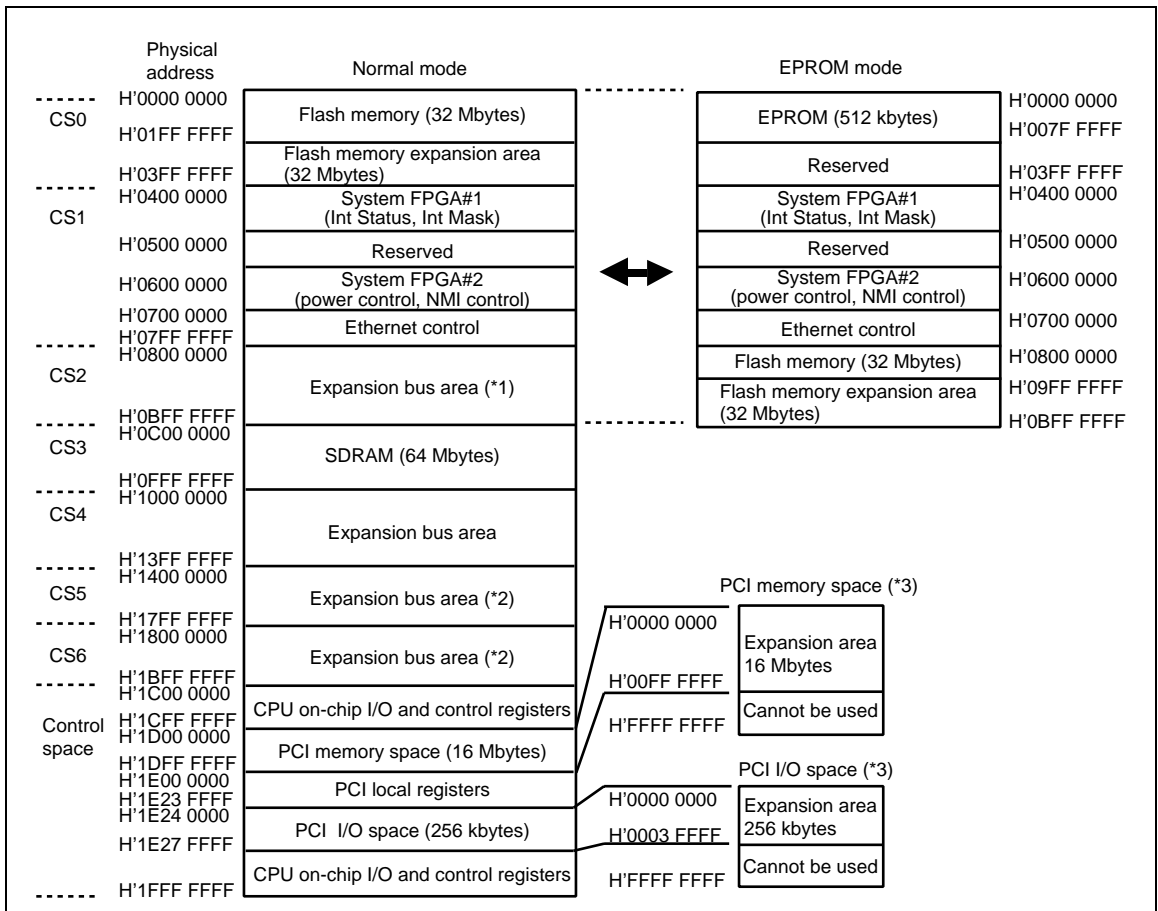 Physical
address
Normal mode
EPROM mode
CS0
H'0000 0000
Flash memory (32 Mbytes)
H'01FF FFFF
Flash memory expansion area
(32 Mbytes)
H'03FF FFFF
CS1
H'0400 0000
System FPGA#1
(Int Status, Int Mask)
H'0500 0000
Reserved
H'0600 0000
System FPGA#2
(power control, NMI control)
H'0700 0000
Ethernet control
H'07FF FFFF
CS2
H'0800 0000
Expansion bus area (*1)
H'0BFF FFFF
CS3
H'0C00 0000
SDRAM (64 Mbytes)
H'0FFF FFFF
CS4
H'1000 0000
Expansion bus area
H'13FF FFFF
CS5
H'1400 0000
Expansion bus area (*2)
H'17FF FFFF
CS6
H'1800 0000
Expansion bus area (*2)
H'1BFF FFFF
Control
space
H'1C00 0000
CPU on-chip I/O and control registers
H'1CFF FFFF
H'1D00 0000
PCI memory space (16 Mbytes)
H'1DFF FFFF
H'1E00 0000
PCI local registers
H'1E23 FFFF
H'1E24 0000
PCI I/O space (256 kbytes)
H'1E27 FFFF
CPU on-chip I/O and control registers
H'1FFF FFFF
EPROM (512 kbytes)
H'0000 0000
H'007F FFFF
Reserved
H'03FF FFFF
System FPGA#1
(Int Status, Int Mask)
H'0400 0000
Reserved
H'0500 0000
System FPGA#2
(power control, NMI control)
H'0600 0000
Ethernet control
H'0700 0000
Flash memory (32 Mbytes)
H'0800 0000
Flash memory expansion area
(32 Mbytes)
H'09FF FFFF
H'0BFF FFFF
PCI memory space (*3)
H'0000 0000
Expansion area
16 Mbytes
H'00FF FFFF
Cannot be used
H'FFFF FFFF
PCI I/O space (*3)
H'0000 0000
Expansion area
256 kbytes
H'0003 FFFF
Cannot be used
H'FFFF FFFF